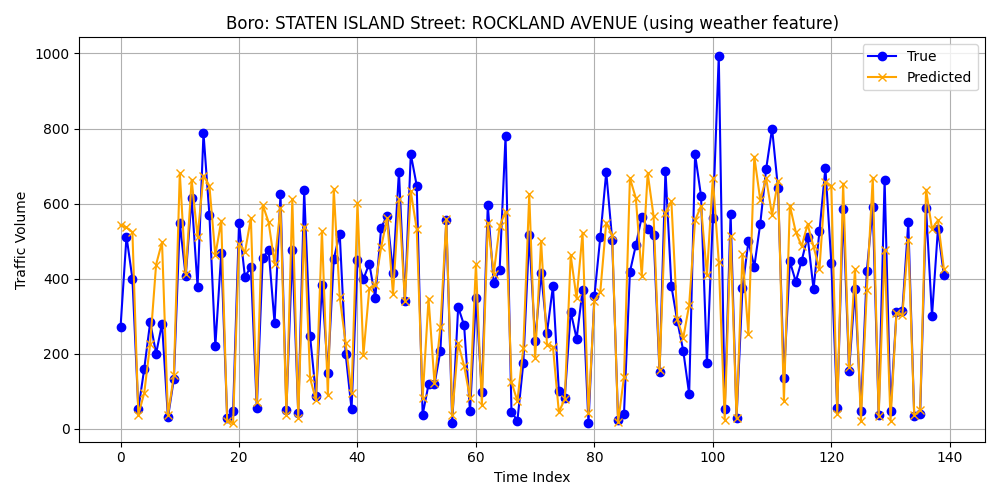 Boro: STATEN ISLAND Street: ROCKLAND AVENUE (using weather feature)
True
Predicted
Traffic Volume
1000
800
600
400
200
0
0 20 40 60 80 100 120 140
Time Index